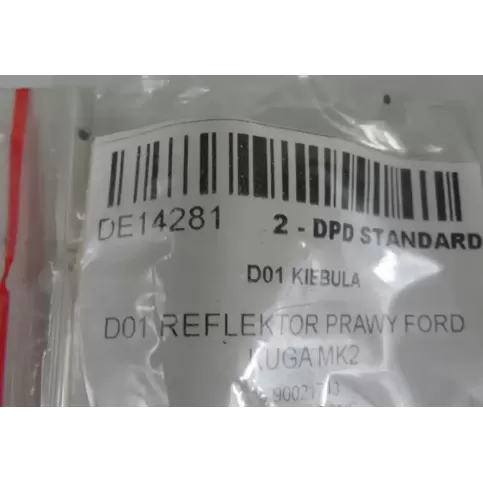 DE14281 2 - DPD STANDARD
D01 KIEBULA
D01 REFLEKTOR PRAWY FORD
KUGA MK2